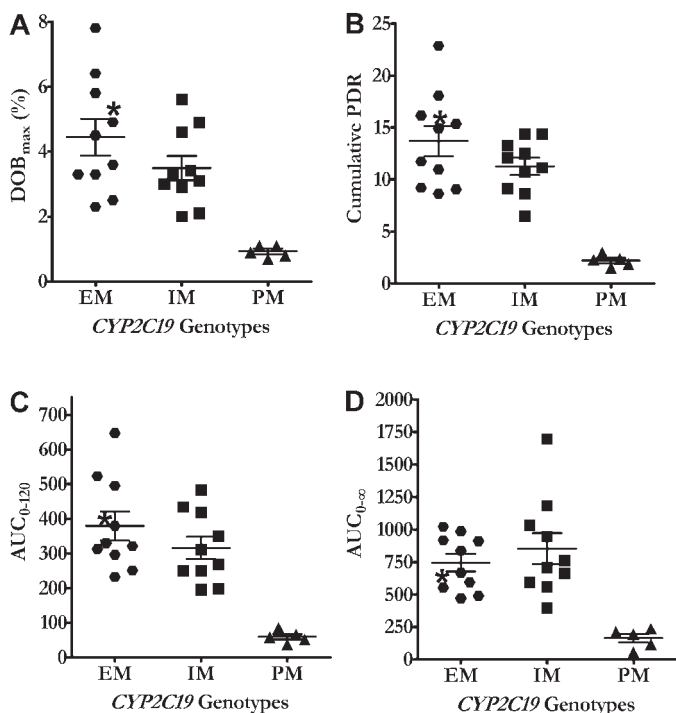 A
8
6
4
2
0
DOBmax (%)
*
EM IM PM
CYP2C19 Genotypes
B
25
20
15
10
5
0
Cumulative PDR
*
EM IM PM
CYP2C19 Genotypes
C
700
600
500
400
300
200
100
0
AUC0-120
*
EM IM PM
CYP2C19 Genotypes
D
2000
1750
1500
1250
1000
750
500
250
0
AUC0-∞
*
EM IM PM
CYP2C19 Genotypes